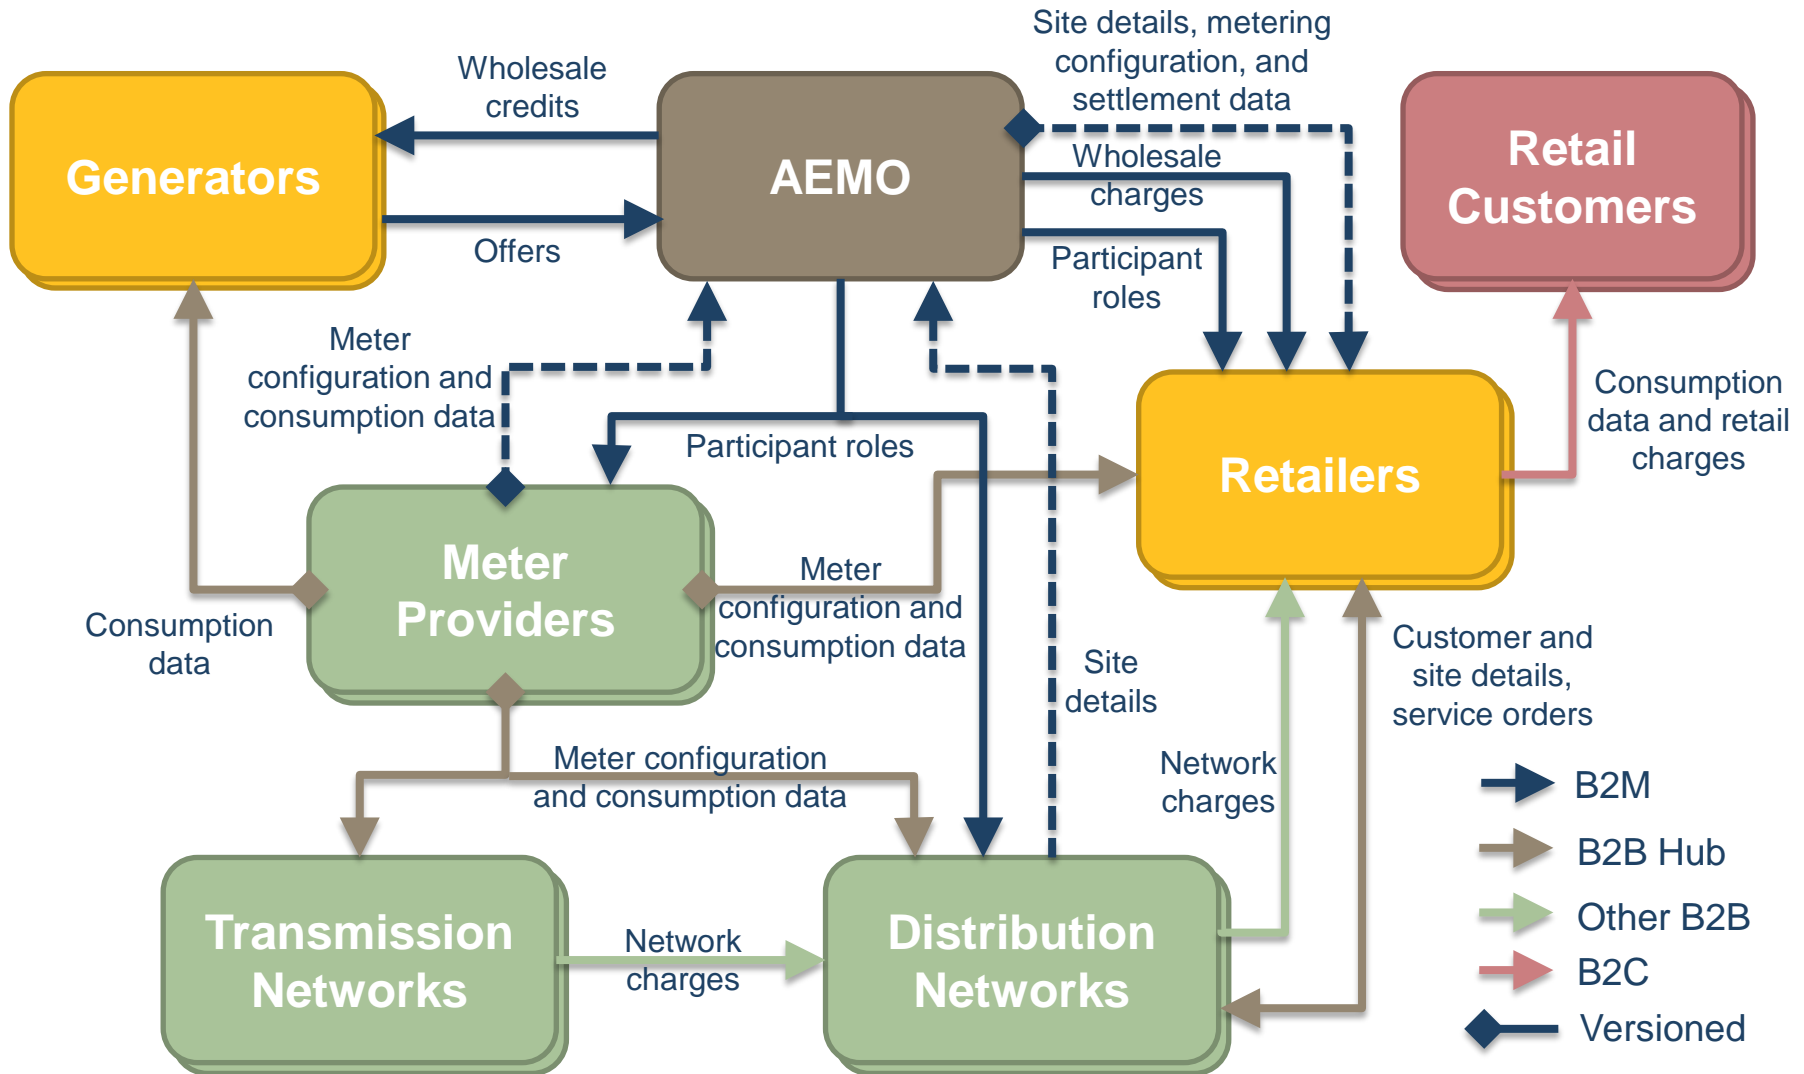 Site details, metering
configuration, and
settlement data
Wholesale
credits
Generators
AEMO
Retail
Customers
Wholesale
charges
Offers
Participant
roles
Meter
configuration and
consumption data
Consumption
data and retail
charges
Participant roles
Retailers
Meter
Providers
Meter
configuration and
consumption data
Consumption
data
Site
details
Customer and
site details,
service orders
Meter configuration
and consumption data
Network
charges
B2M
B2B Hub
Other B2B
B2C
Versioned
Transmission
Networks
Network
charges
Distribution
Networks